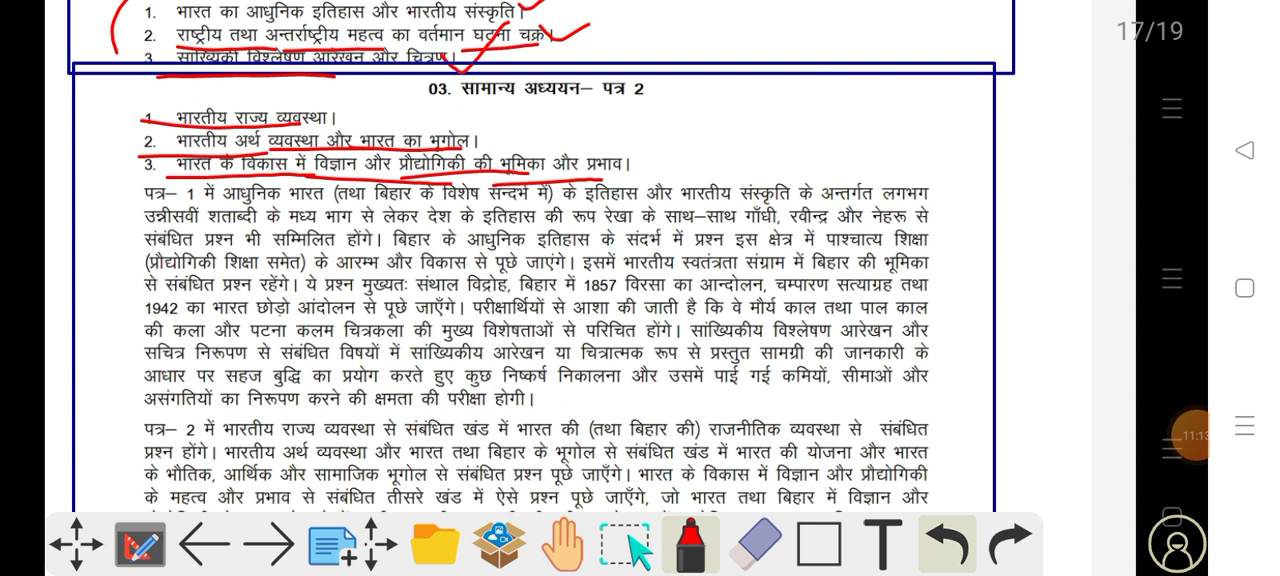 1. भारत का आधुनिक इतिहास और भारतीय संस्कृति।
17/19
2. राष्ट्रीय तथा अन्तर्राष्ट्रीय महत्व का वर्तमान घटना चक्र।
3. सांख्यिकी विश्लेषण आरेखन और चित्रण।
03. सामान्य अध्ययन– पत्र 2
1. भारतीय राज्य व्यवस्था।
2. भारतीय अर्थ व्यवस्था और भारत का भूगोल।
3. भारत के विकास में विज्ञान और प्रौद्योगिकी की भूमिका और प्रभाव।
पत्र– 1 में आधुनिक भारत (तथा बिहार के विशेष सन्दर्भ में) के इतिहास और भारतीय संस्कृति के अन्तर्गत लगभग
उन्नीसवीं शताब्दी के मध्य भाग से लेकर देश के इतिहास की रूप रेखा के साथ–साथ गाँधी, रवीन्द्र और नेहरू से
संबंधित प्रश्न भी सम्मिलित होंगे। बिहार के आधुनिक इतिहास के संदर्भ में प्रश्न इस क्षेत्र में पाश्चात्य शिक्षा
(प्रौद्योगिकी शिक्षा समेत) के आरम्भ और विकास से पूछे जाएंगे। इसमें भारतीय स्वतंत्रता संग्राम में बिहार की भूमिका
से संबंधित प्रश्न रहेंगे। ये प्रश्न मुख्यतः संथाल विद्रोह, बिहार में 1857 विरसा का आन्दोलन, चम्पारण सत्याग्रह तथा
1942 का भारत छोड़ो आंदोलन से पूछे जाएँगे। परीक्षार्थियों से आशा की जाती है कि वे मौर्य काल तथा पाल काल
की कला और पटना कलम चित्रकला की मुख्य विशेषताओं से परिचित होंगे। सांख्यिकीय विश्लेषण आरेखन और
सचित्र निरूपण से संबंधित विषयों में सांख्यिकीय आरेखन या चित्रात्मक रूप से प्रस्तुत सामग्री की जानकारी के
आधार पर सहज बुद्धि का प्रयोग करते हुए कुछ निष्कर्ष निकालना और उसमें पाई गई कमियों, सीमाओं और
असंगतियों का निरूपण करने की क्षमता की परीक्षा होगी।
पत्र– 2 में भारतीय राज्य व्यवस्था से संबंधित खंड में भारत की (तथा बिहार की) राजनीतिक व्यवस्था से संबंधित
प्रश्न होंगे। भारतीय अर्थ व्यवस्था और भारत तथा बिहार के भूगोल से संबंधित खंड में भारत की योजना और भारत
के भौतिक, आर्थिक और सामाजिक भूगोल से संबंधित प्रश्न पूछे जाएँगे। भारत के विकास में विज्ञान और प्रौद्योगिकी
के महत्व और प्रभाव से संबंधित तीसरे खंड में ऐसे प्रश्न पूछे जाएँगे, जो भारत तथा बिहार में विज्ञान और
11:13
T